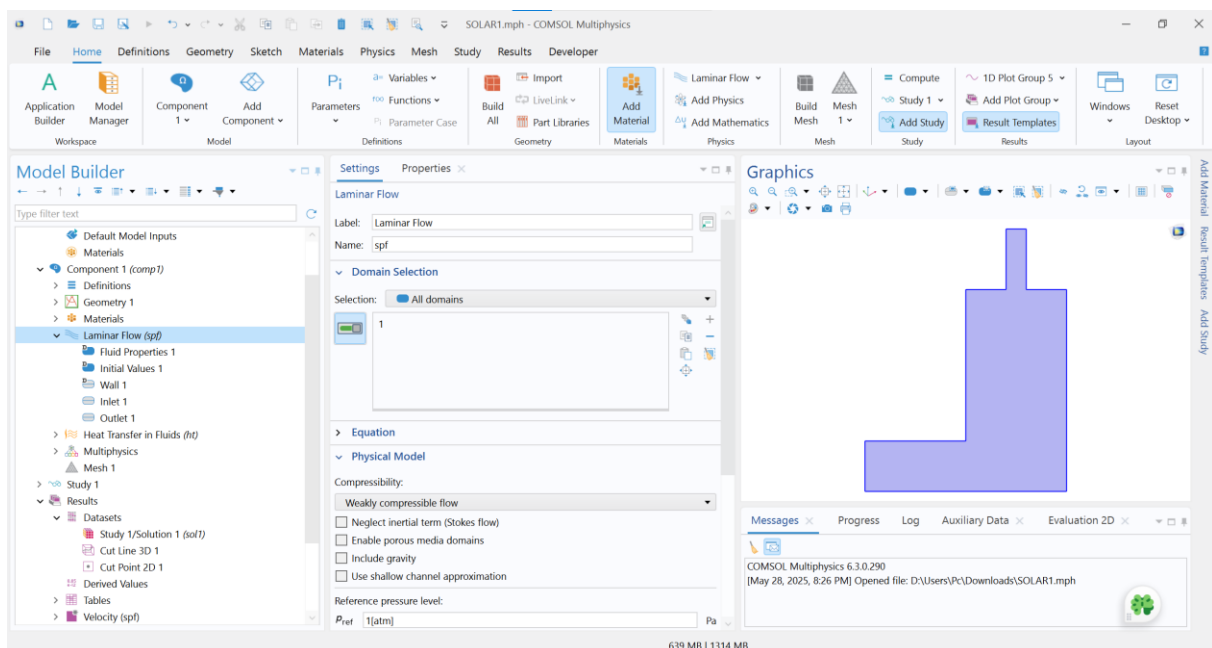 SOLAR1.mph - COMSOL Multiphysics
File Home Definitions Geometry Sketch Materials Physics Mesh Study Results Developer
A Pi a= Variables Import Laminar Flow = Compute 1D Plot Group 5
Application Builder Model Manager Component 1 Add Component Parameters f(x) Functions Build All LiveLink Add Material Add Physics Build Mesh Mesh 1 Study 1 Add Plot Group Windows Reset Desktop
Pi Parameter Case Part Libraries Add Mathematics Add Study Result Templates
Workspace Model Definitions Geometry Materials Physics Mesh Study Results Layout
Model Builder
Type filter text
Default Model Inputs
Materials
Component 1 (comp1)
Definitions
Geometry 1
Materials
Laminar Flow (spf)
Fluid Properties 1
Initial Values 1
Wall 1
Inlet 1
Outlet 1
Heat Transfer in Fluids (ht)
Multiphysics
Mesh 1
Study 1
Results
Datasets
Study 1/Solution 1 (sol1)
Cut Line 3D 1
Cut Point 2D 1
Derived Values
Tables
Velocity (spf)
Settings Properties
Laminar Flow
Label: Laminar Flow
Name: spf
Domain Selection
Selection: All domains
1
Equation
Physical Model
Compressibility:
Weakly compressible flow
Neglect inertial term (Stokes flow)
Enable porous media domains
Include gravity
Use shallow channel approximation
Reference pressure level:
pref 1[atm] Pa
Graphics
Messages Progress Log Auxiliary Data Evaluation 2D
COMSOL Multiphysics 6.3.0.290
[May 28, 2025, 8:26 PM] Opened file: D:\Users\Pc\Downloads\SOLAR1.mph
Add Material
Result Templates
Add Study
639 MB | 1314 MB